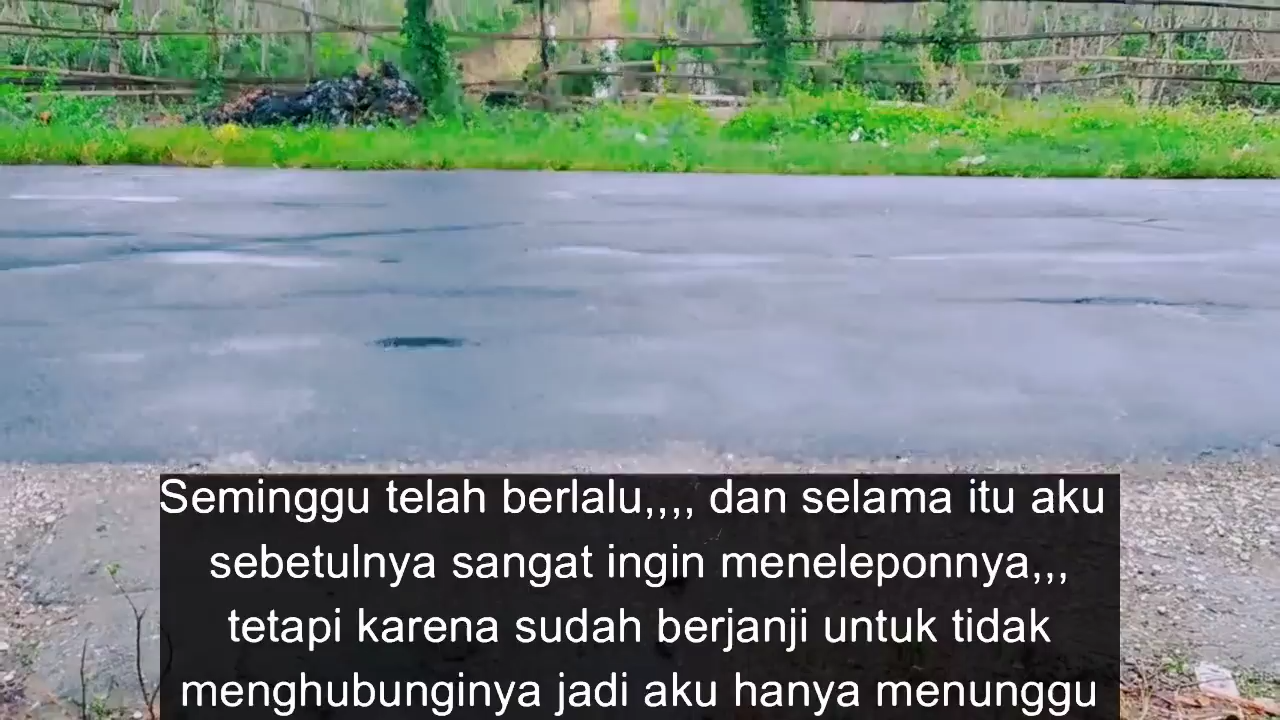 Seminggu telah berlalu,,,, dan selama itu aku
sebetulnya sangat ingin meneleponnya,,,
tetapi karena sudah berjanji untuk tidak
menghubunginya jadi aku hanya menunggu